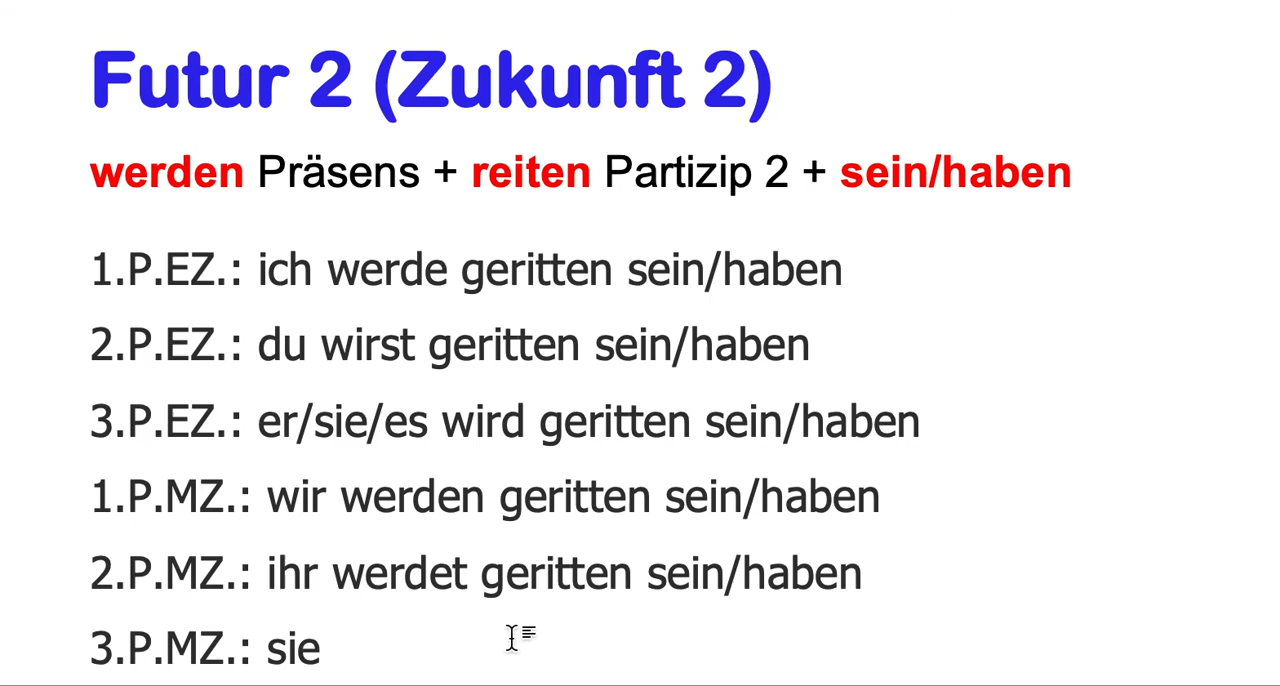 Futur 2 (Zukunft 2)
werden Präsens + reiten Partizip 2 + sein/haben
1.P.EZ.: ich werde geritten sein/haben
2.P.EZ.: du wirst geritten sein/haben
3.P.EZ.: er/sie/es wird geritten sein/haben
1.P.MZ.: wir werden geritten sein/haben
2.P.MZ.: ihr werdet geritten sein/haben
3.P.MZ.: sie